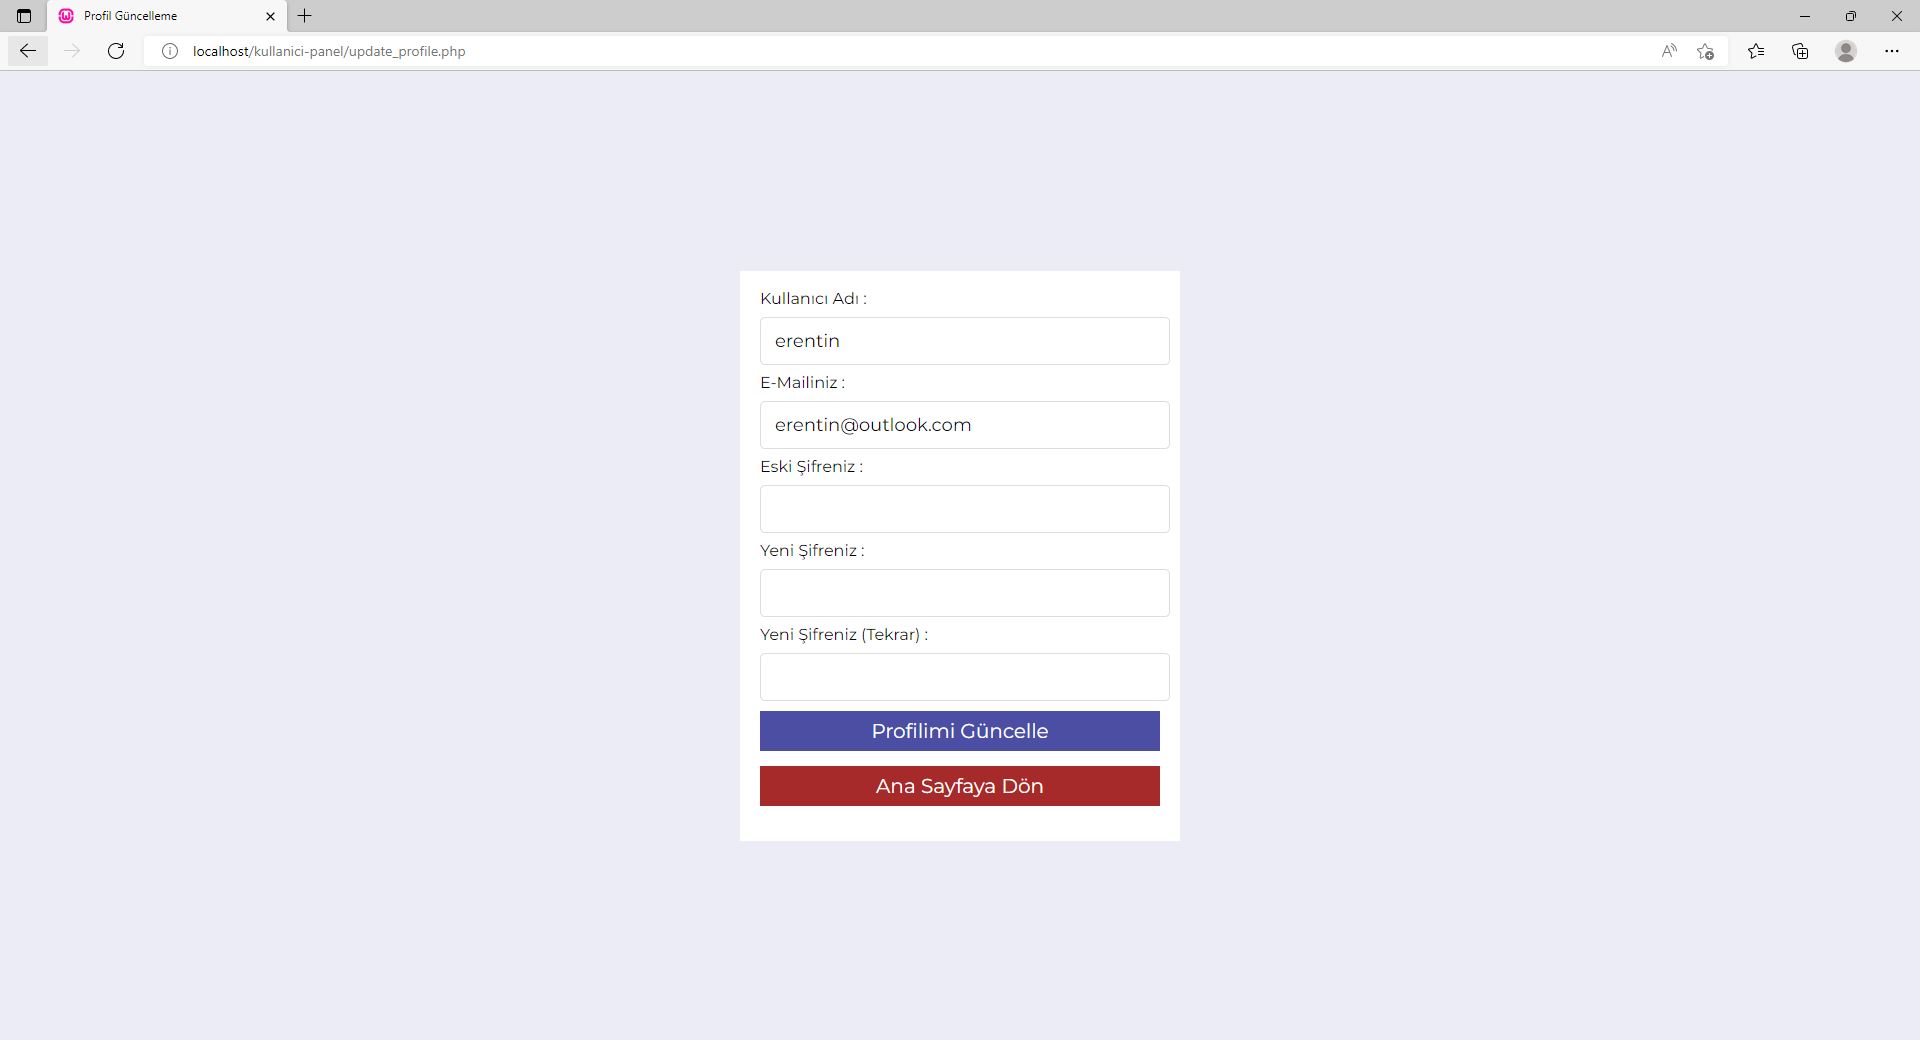 Profil Güncelleme
localhost/kullanici-panel/update_profile.php
Kullanıcı Adı :
erentin
E-Mailiniz :
erentin@outlook.com
Eski Şifreniz :
Yeni Şifreniz :
Yeni Şifreniz (Tekrar) :
Profilimi Güncelle
Ana Sayfaya Dön